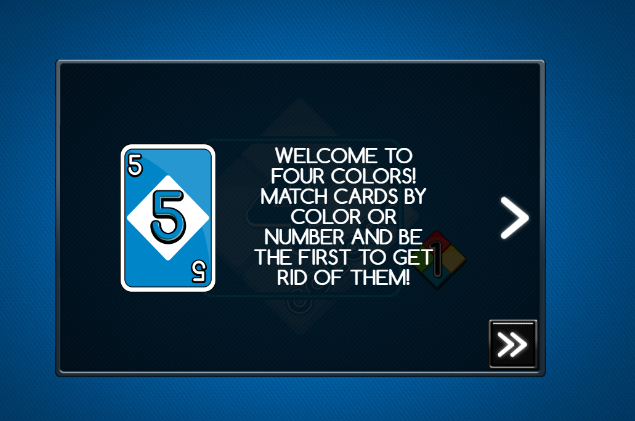 5
5
5
WELCOME TO
FOUR COLORS!
MATCH CARDS BY
COLOR OR
NUMBER AND BE
THE FIRST TO GET
RID OF THEM!
1